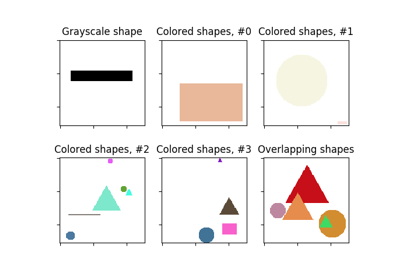 Grayscale shape
Colored shapes, #0
Colored shapes, #1
Colored shapes, #2
Colored shapes, #3
Overlapping shapes